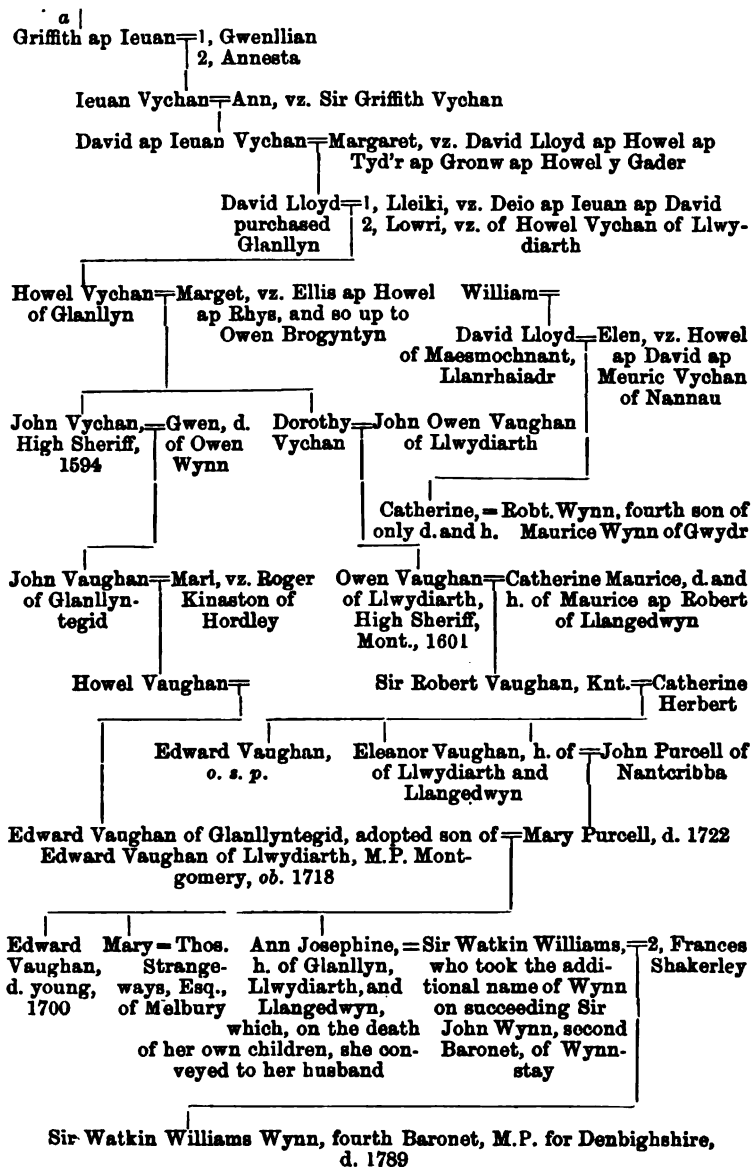 a
Griffith ap Ieuan=1, Gwenllian
2, Annesta
Ieuan Vychan=Ann, vz. Sir Griffith Vychan
David ap Ieuan Vychan=Margaret, vz. David Lloyd ap Howel ap
Tyd'r ap Gronw ap Howel y Gader
David Lloyd=1, Lleiki, vz. Deio ap Ieuan ap David
purchased 2, Lowri, vz. of Howel Vychan of Llwy-
Glanllyn diarth
Howel Vychan=Marget, vz. Ellis ap Howel William=
of Glanllyn ap Rhys, and so up to
Owen Brogyntyn David Lloyd=Elen, vz. Howel
of Maesmochnant, ap David ap
Llanrhaiadr Meuric Vychan
of Nannau
John Vychan,=Gwen, d. Dorothy=John Owen Vaughan
High Sheriff, of Owen Vychan of Llwydiarth
1594 Wynn
Catherine,=Robt. Wynn, fourth son of
only d. and h. Maurice Wynn of Gwydr
John Vaughan=Mari, vz. Roger Owen Vaughan=Catherine Maurice, d. and
of Glanllyn- Kinaston of of Llwydiarth, h. of Maurice ap Robert
tegid Hordley High Sheriff, of Llangedwyn
Mont., 1601
Howel Vaughan= Sir Robert Vaughan, Knt.=Catherine
Herbert
Edward Vaughan, Eleanor Vaughan, h. of=John Purcell of
o. s. p. of Llwydiarth and Nantcribba
Llangedwyn
Edward Vaughan of Glanllyntegid, adopted son of=Mary Purcell, d. 1722
Edward Vaughan of Llwydiarth, M.P. Mont-
gomery, ob. 1718
Edward Mary=Thos. Ann Josephine,=Sir Watkin Williams,=2, Frances
Vaughan, Strange- h. of Glanllyn, who took the addi- Shakerley
d. young, ways, Esq., Llwydiarth, and tional name of Wynn
1700 of Melbury Llangedwyn, on succeeding Sir
which, on the death John Wynn, second
of her own children, she con- Baronet, of Wynn-
veyed to her husband stay
Sir Watkin Williams Wynn, fourth Baronet, M.P. for Denbighshire,
d. 1789